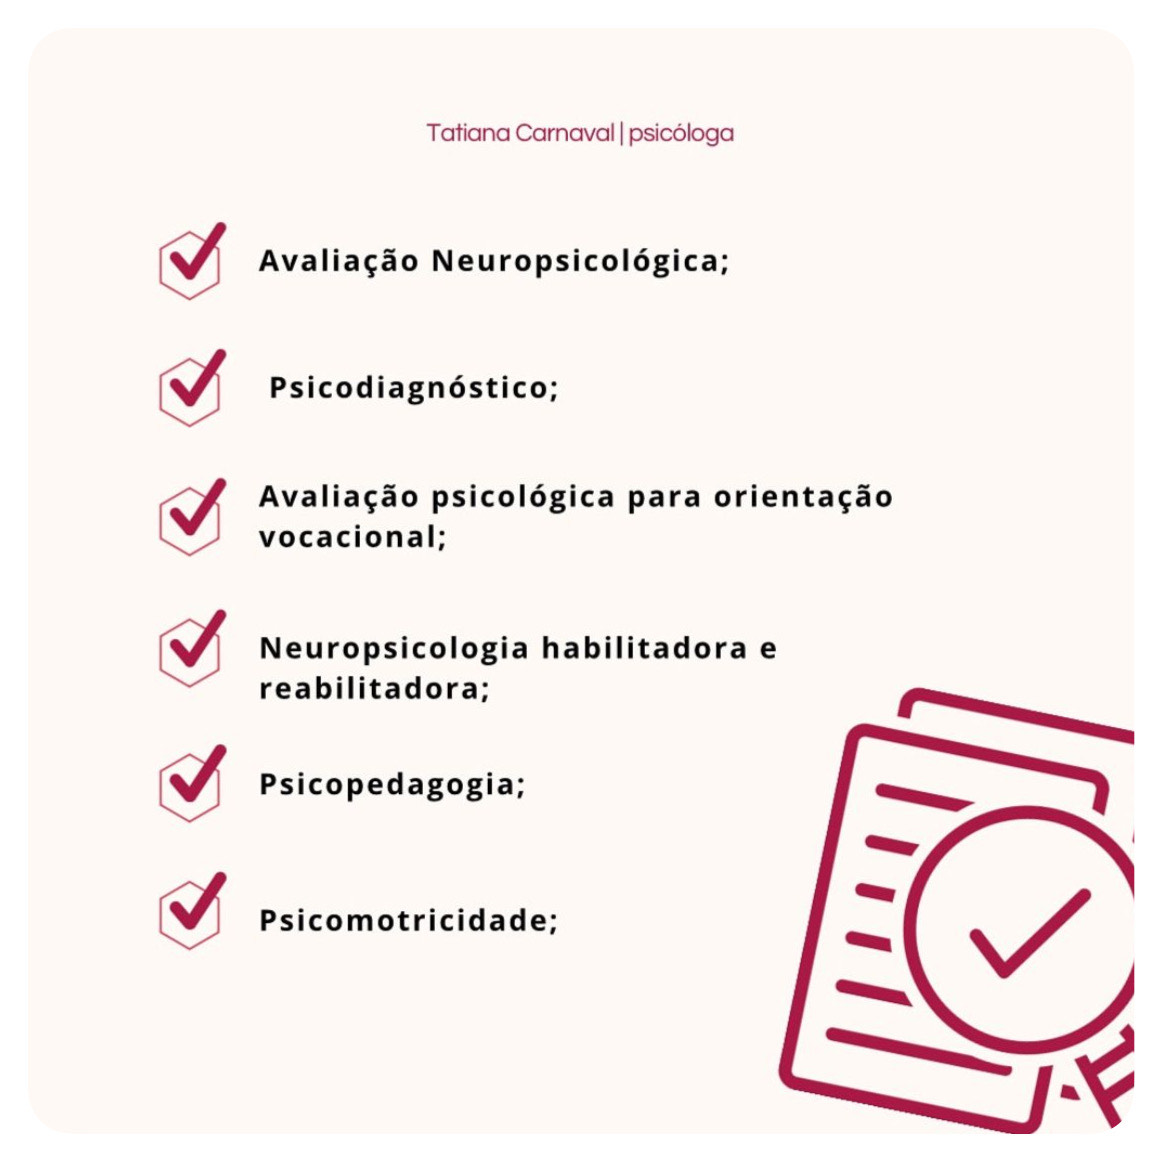 Tatiana Carnaval | psicóloga
Avaliação Neuropsicológica;
Psicodiagnóstico;
Avaliação psicológica para orientação
vocacional;
Neuropsicologia habilitadora e
reabilitadora;
Psicopedagogia;
Psicomotricidade;